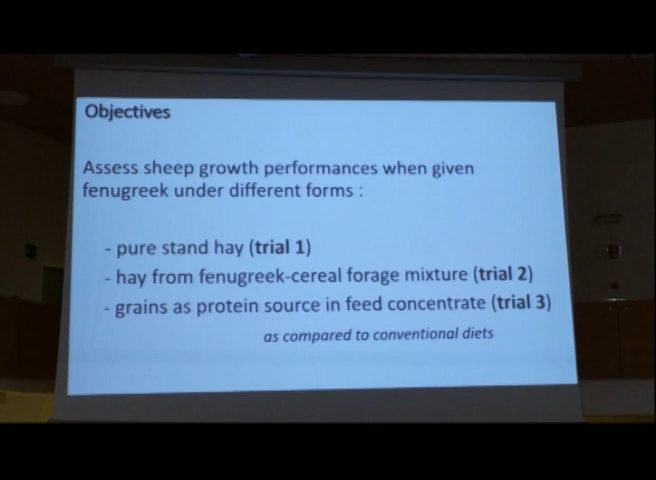 Objectives
Assess sheep growth performances when given
fenugreek under different forms :
- pure stand hay (trial 1)
- hay from fenugreek-cereal forage mixture (trial 2)
- grains as protein source in feed concentrate (trial 3)
as compared to conventional diets